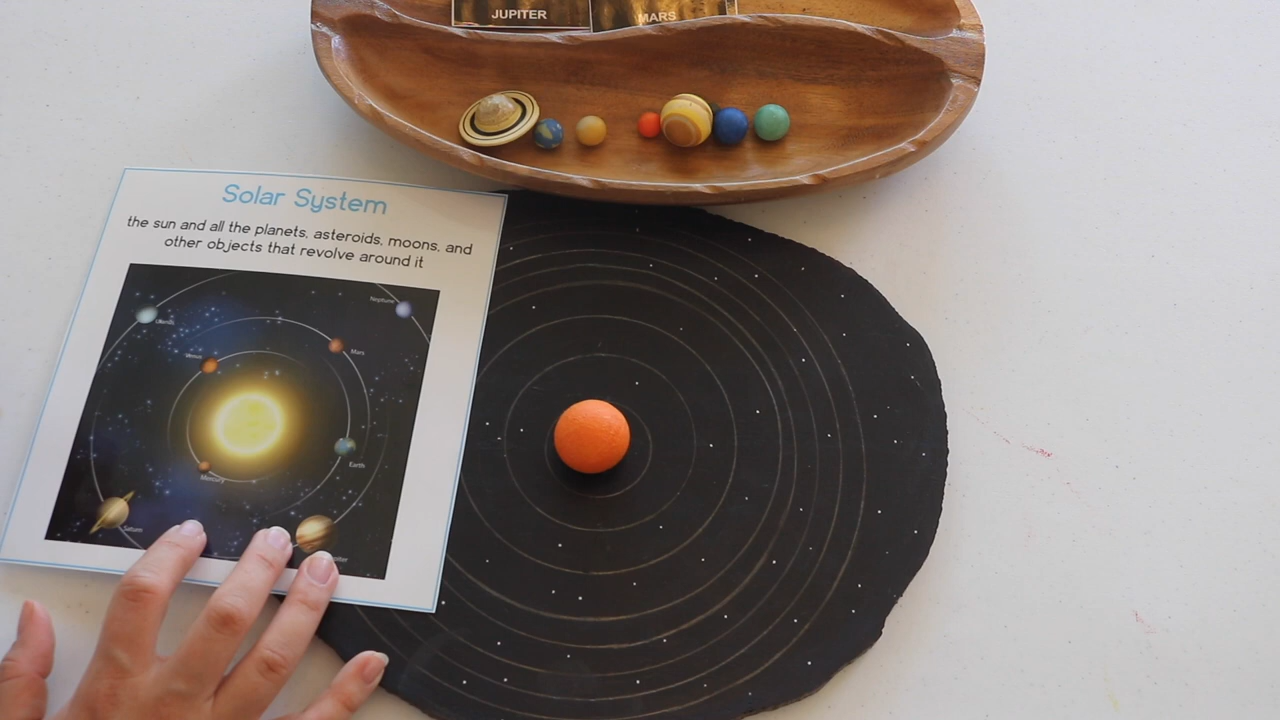 JUPITER
MARS
Solar System
the sun and all the planets, asteroids, moons, and
other objects that revolve around it
Neptune
Uranus
Venus
Mars
Earth
Mercury
Saturn